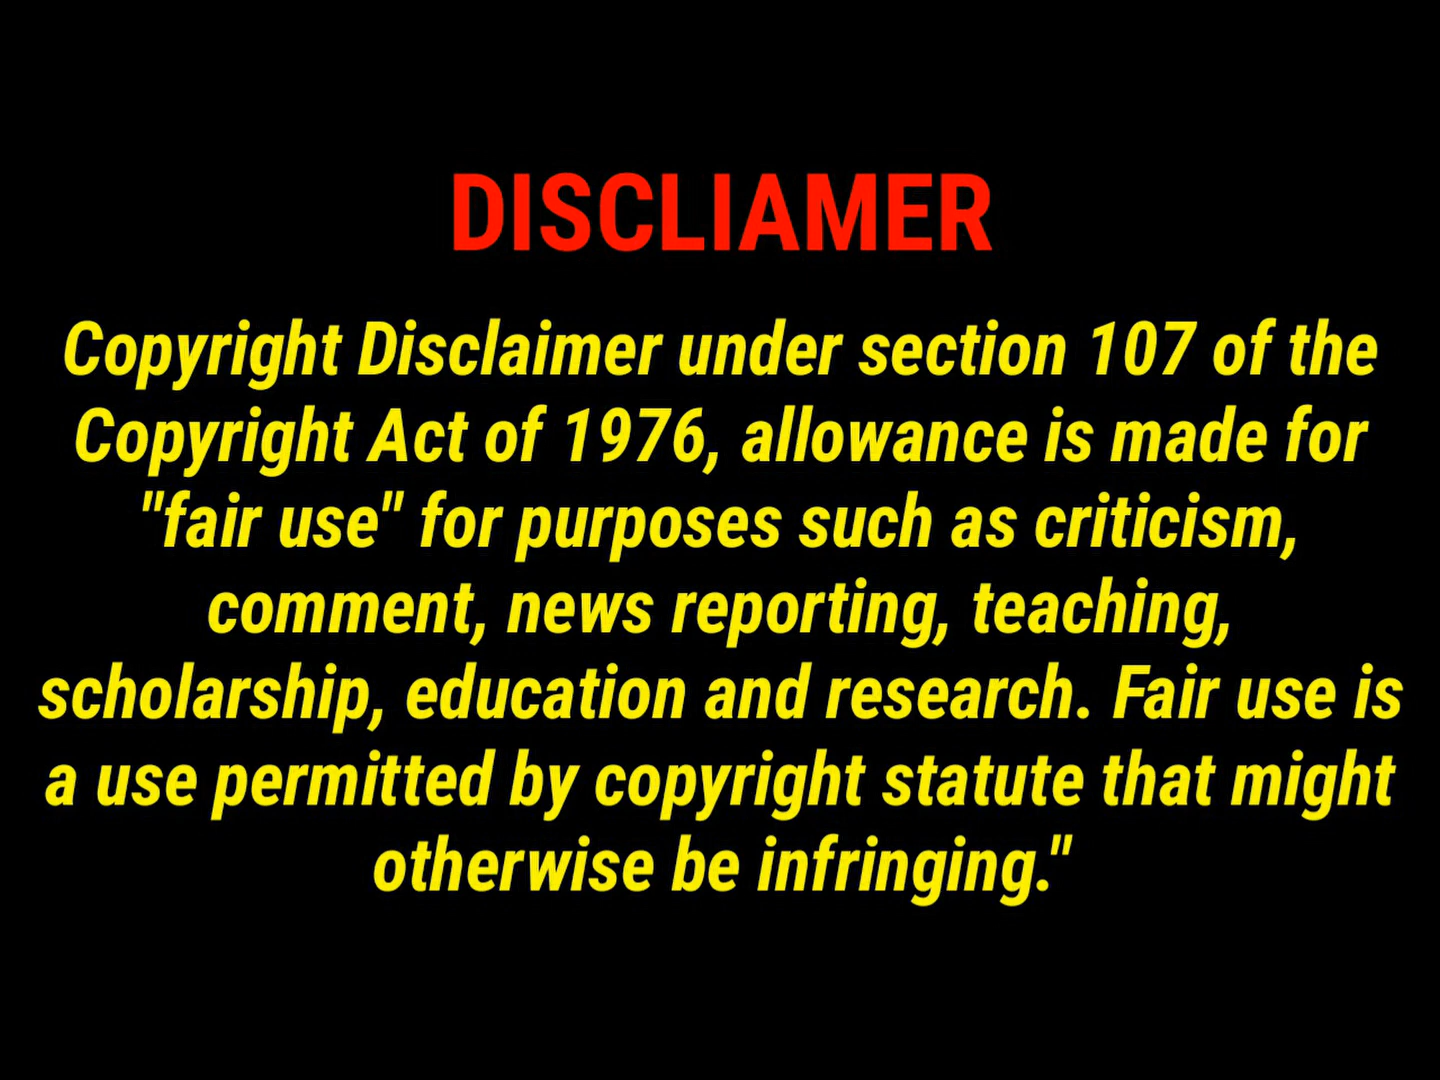 DISCLIAMER
Copyright Disclaimer under section 107 of the
Copyright Act of 1976, allowance is made for
"fair use" for purposes such as criticism,
comment, news reporting, teaching,
scholarship, education and research. Fair use is
a use permitted by copyright statute that might
otherwise be infringing."